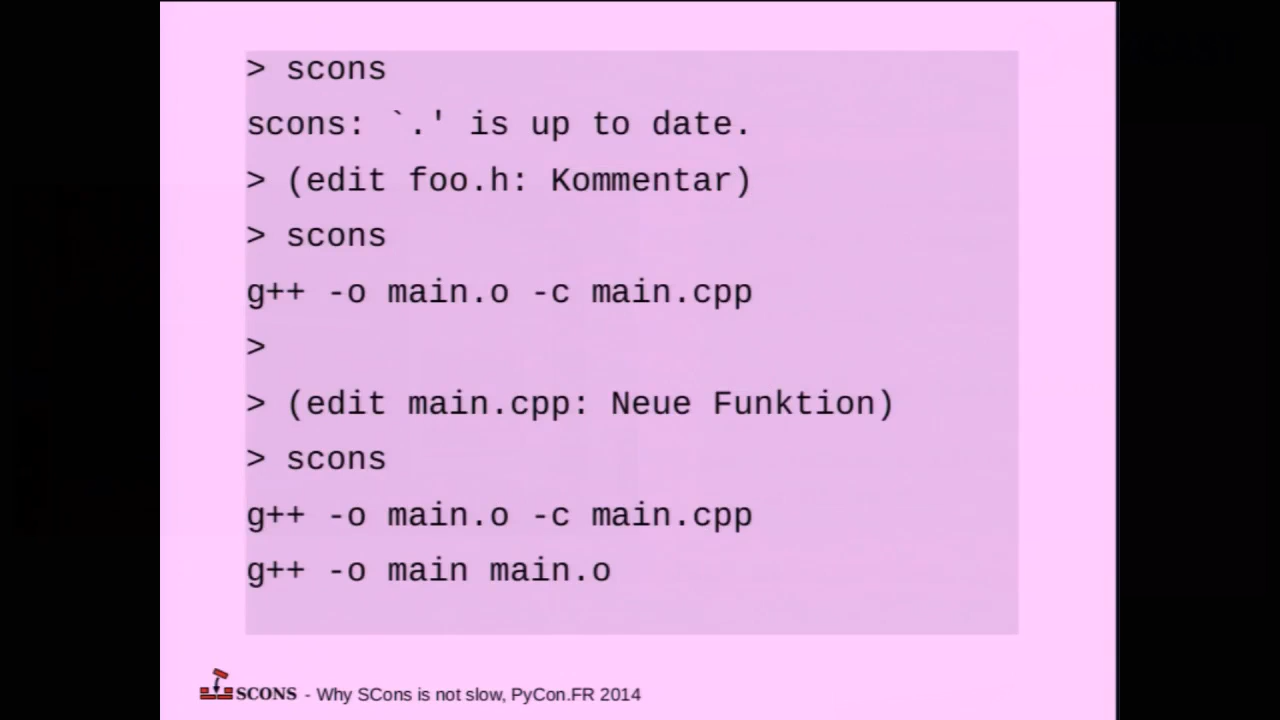 > scons
scons: `.' is up to date.
> (edit foo.h: Kommentar)
> scons
g++ -o main.o -c main.cpp
>
> (edit main.cpp: Neue Funktion)
> scons
g++ -o main.o -c main.cpp
g++ -o main main.o
SCONS - Why SCons is not slow, PyCon.FR 2014